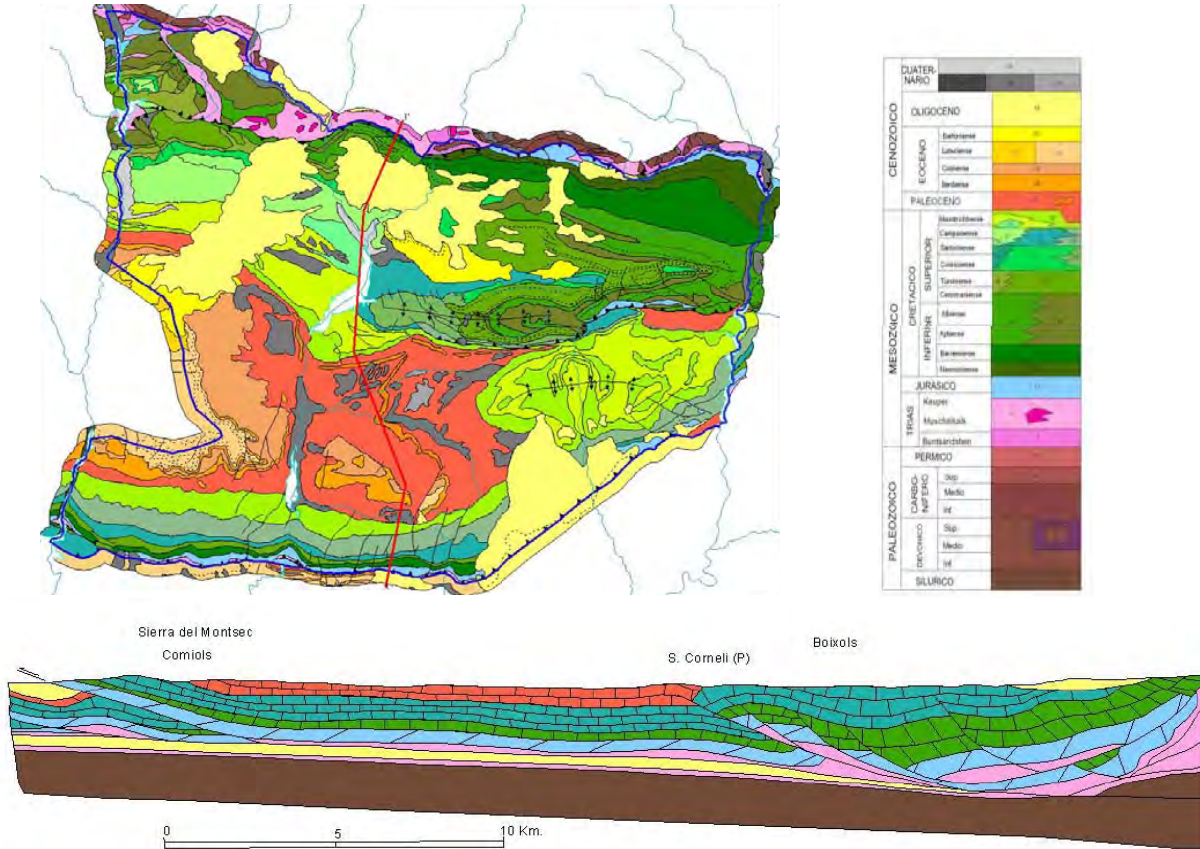 CUATER-
NARIO
CENOZOICO
OLIGOCENO
EOCENO
Bartoniense
Luteciense
Cuisiense
Ilerdiense
PALEOCENO
MESOZOICO
CRETACICO
SUPERIOR
Maastrichtiense
Campaniense
Santoniense
Coniaciense
Turoniense
Cenomaniense
INFERIOR
Albiense
Aptiense
Barremiense
Neocomiense
JURÁSICO
TRIAS
Keuper
Muschelkalk
Buntsandstein
PALEOZOICO
PERMICO
CARBO-
NIFERO
Sup.
Medio
Inf.
DEVONICO
Sup.
Medio
Inf.
SILURICO
Sierra del Montsec
Comiols
S. Corneli (P)
Boixols
0
5
10 Km.